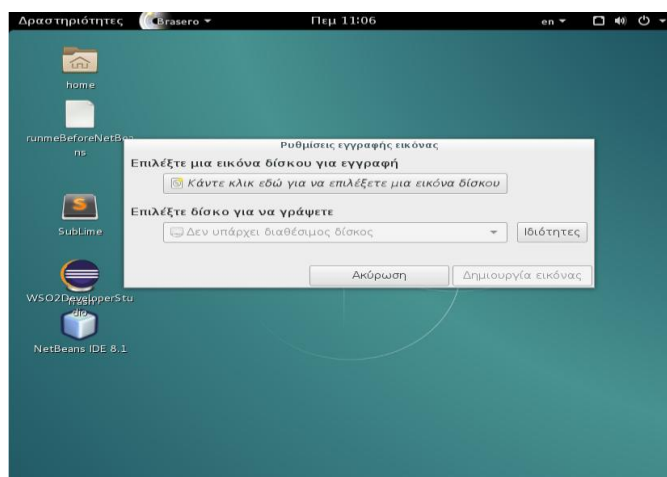 Δραστηριότητες Brasero Πεμ 11:06 en
home
runmeBeforeNetBea
ns
Ρυθμίσεις εγγραφής εικόνας
Επιλέξτε μια εικόνα δίσκου για εγγραφή
Κάντε κλικ εδώ για να επιλέξετε μια εικόνα δίσκου
Επιλέξτε δίσκο για να γράψετε
Δεν υπάρχει διαθέσιμος δίσκος Ιδιότητες
Ακύρωση Δημιουργία εικόνας
SubLime
WSO2DeveloperStu
dio
NetBeans IDE 8.1